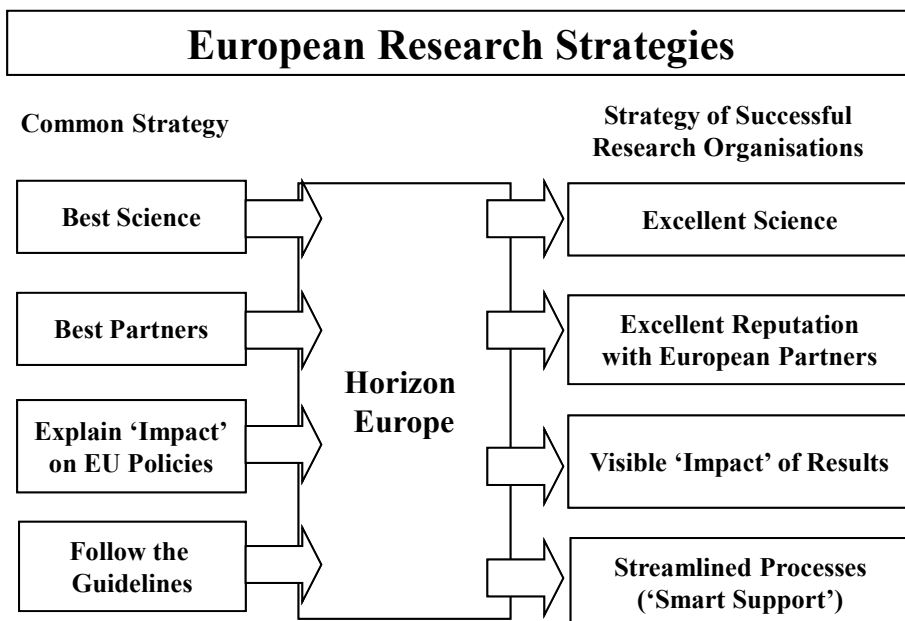 European Research Strategies
Common Strategy
Strategy of Successful
Research Organisations
Best Science
Excellent Science
Best Partners
Excellent Reputation
with European Partners
Horizon
Europe
Explain ‘Impact’
on EU Policies
Visible ‘Impact’ of Results
Follow the
Guidelines
Streamlined Processes
(‘Smart Support’)